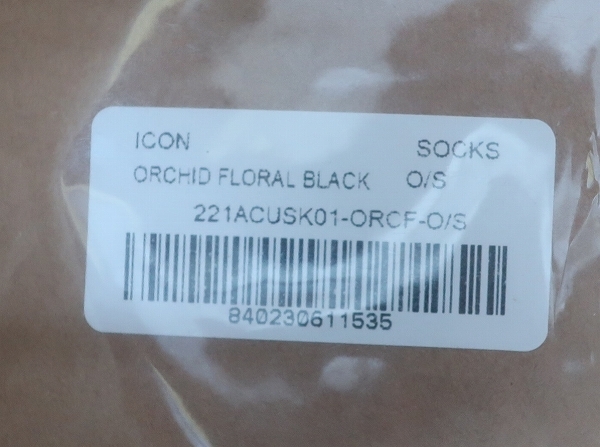 ICON SOCKS
ORCHID FLORAL BLACK O/S
221ACUSK01-ORCF-O/S
840230611535